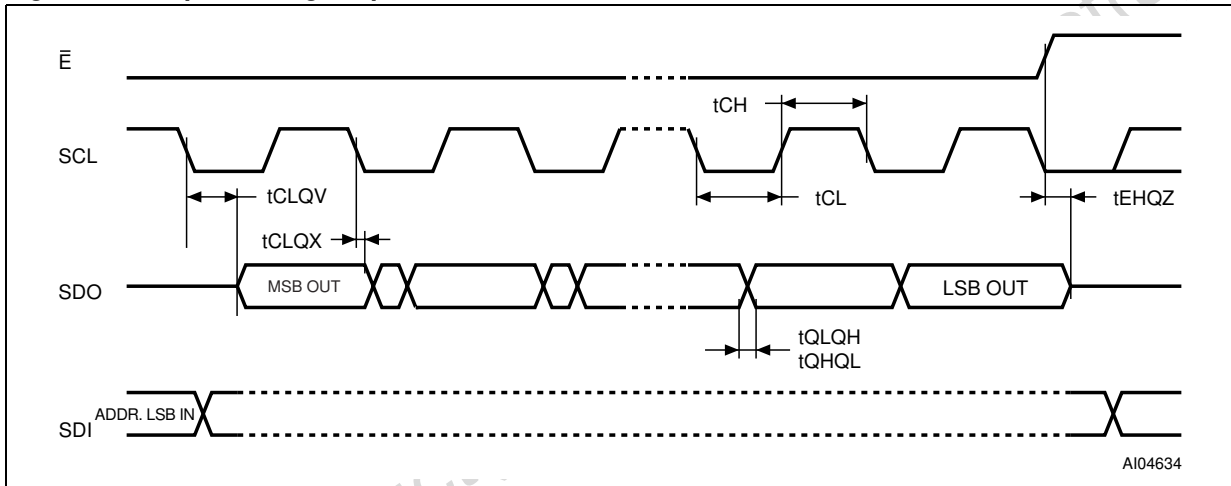 Ē
tCH
SCL
tCLQV
tCL
tEHQZ
tCLQX
SDO
MSB OUT
LSB OUT
tQLQH
tQHQL
SDI
ADDR. LSB IN
AI04634